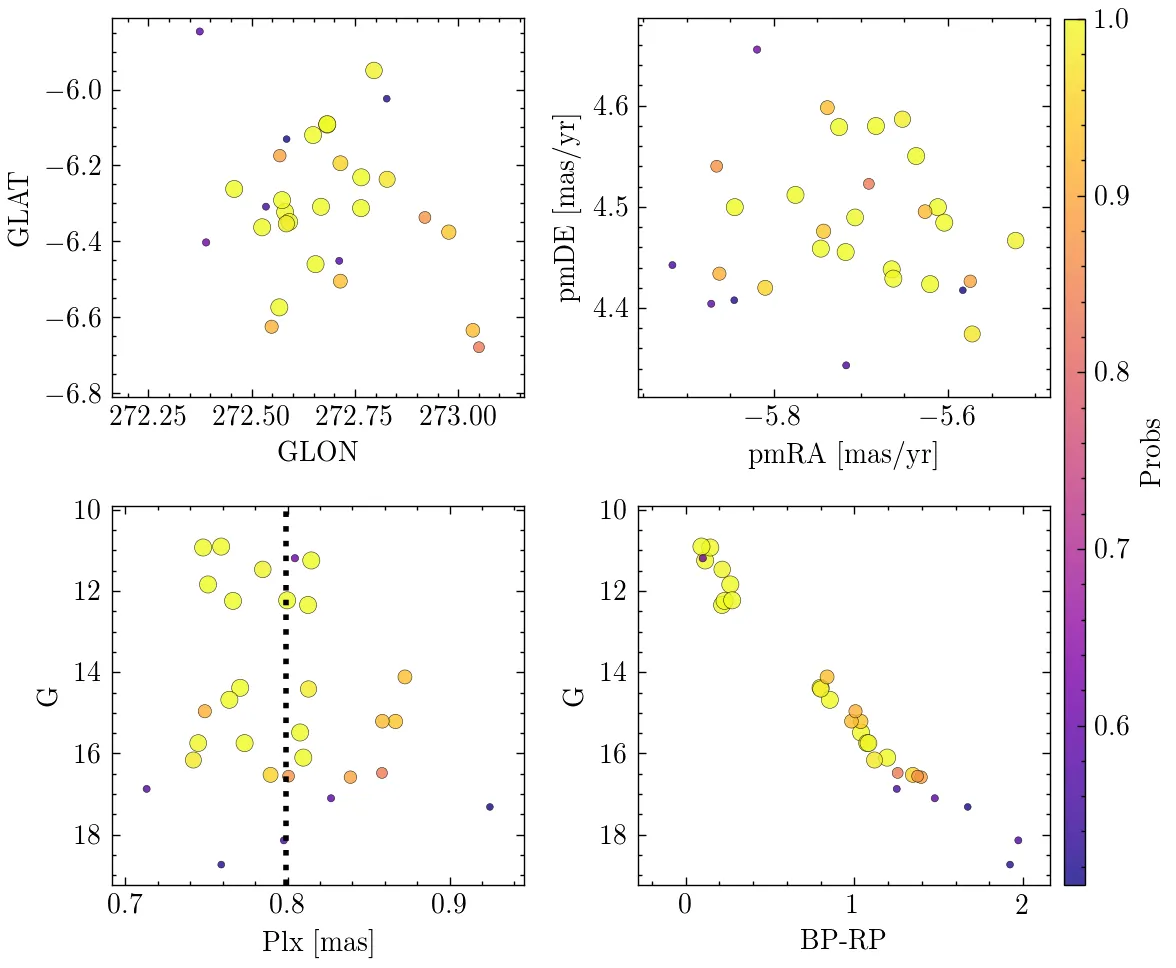 −6.0
−6.2
−6.4
−6.6
−6.8
GLAT
272.25 272.50 272.75 273.00
GLON
4.6
4.5
4.4
pmDE [mas/yr]
−5.8 −5.6
pmRA [mas/yr]
10
12
14
16
18
G
0.7 0.8 0.9
Plx [mas]
10
12
14
16
18
G
0 1 2
BP-RP
1.0
0.9
0.8
0.7
0.6
Probs